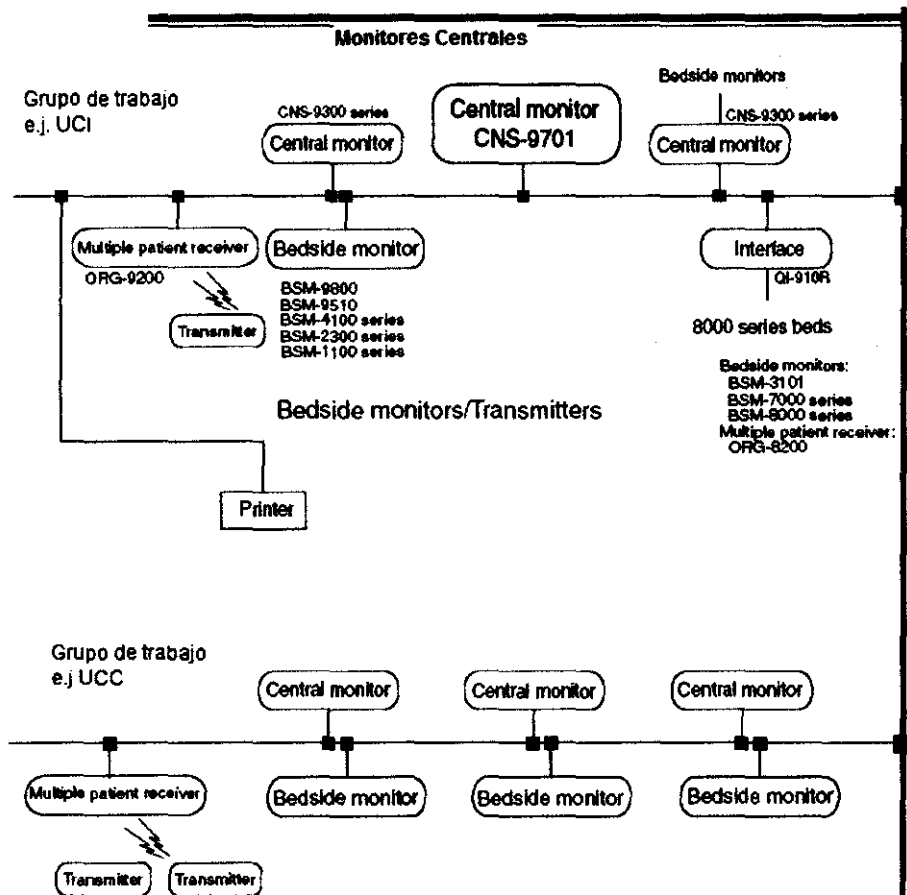 Monitores Centrales
Grupo de trabajo
e.j. UCI
CNS-9300 series
Central monitor
Central monitor
CNS-9701
Bedside monitors
CNS-9300 series
Central monitor
Multiple patient receiver
ORG-9200
Transmitter
Bedside monitor
BSM-9800
BSM-9510
BSM-4100 series
BSM-2300 series
BSM-1100 series
Interface
QI-910R
8000 series beds
Bedside monitors:
BSM-3101
BSM-7000 series
BSM-8000 series
Multiple patient receiver:
ORG-8200
Bedside monitors/Transmitters
Printer
Grupo de trabajo
e.j UCC
Central monitor
Central monitor
Central monitor
Multiple patient receiver
Bedside monitor
Bedside monitor
Bedside monitor
Transmitter
Transmitter